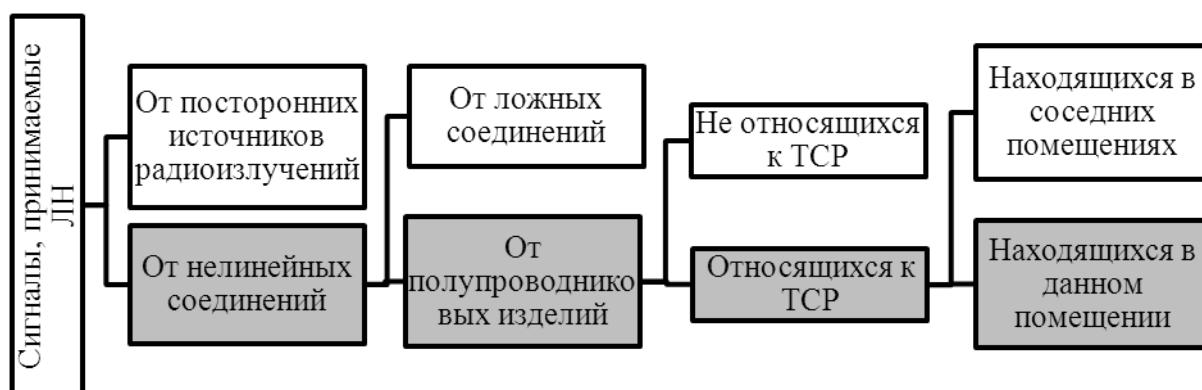 Сигналы, принимаемые
ЛН
От посторонних
источников
радиоизлучений
От нелинейных
соединений
От ложных
соединений
От
полупроводнико
вых изделий
Не относящихся
к ТСР
Относящихся к
ТСР
Находящихся в
соседних
помещениях
Находящихся в
данном
помещении